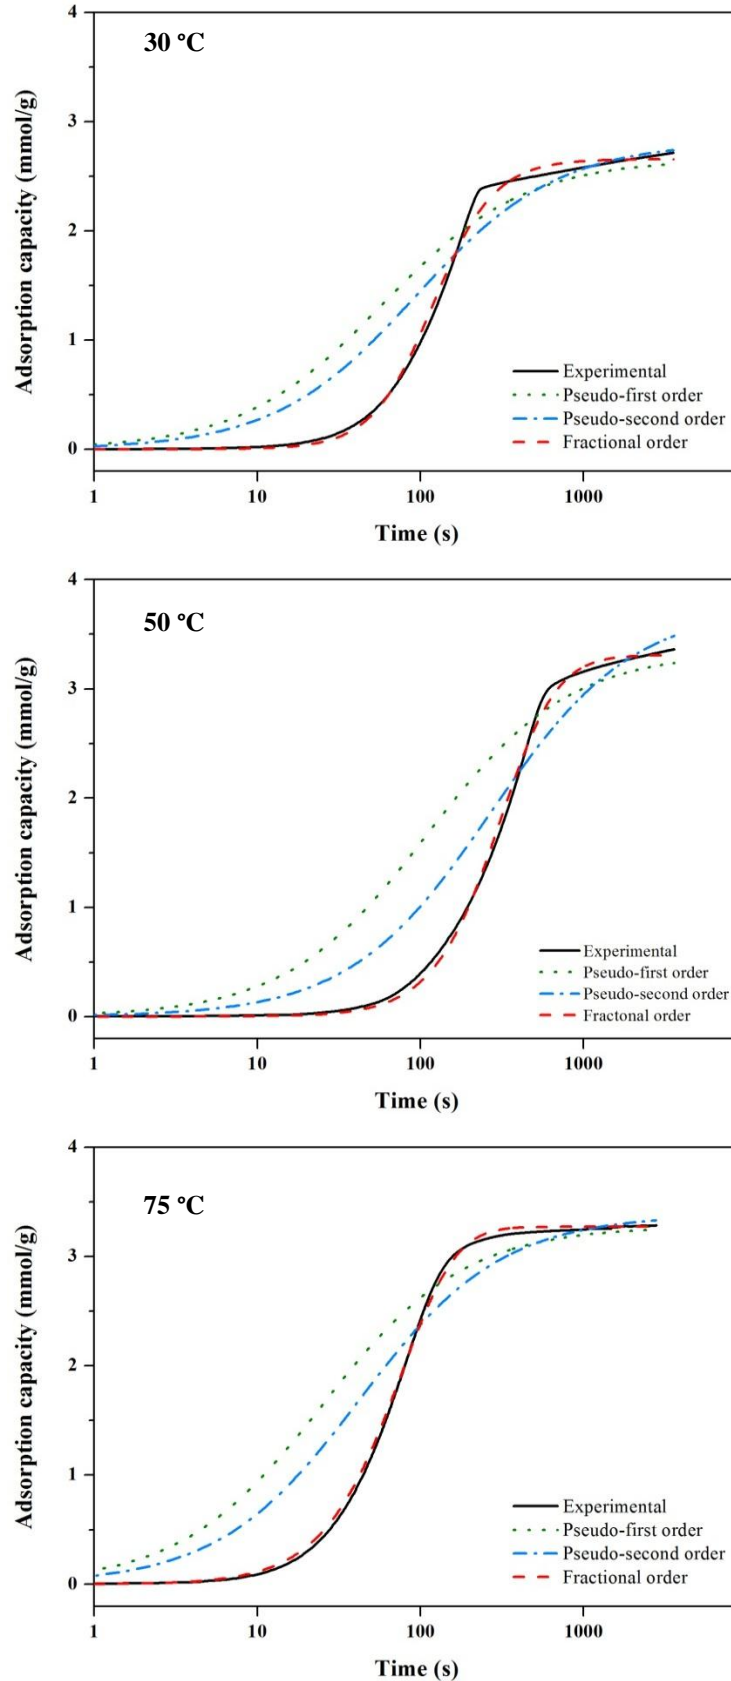 4
30 °C
3
2
1
0
Adsorption capacity (mmol/g)
Experimental
Pseudo-first order
Pseudo-second order
Fractional order
1 10 100 1000
Time (s)
4
50 °C
3
2
1
0
Adsorption capacity (mmol/g)
Experimental
Pseudo-first order
Pseudo-second order
Fractonal order
1 10 100 1000
Time (s)
4
75 °C
3
2
1
0
Adsorption capacity (mmol/g)
Experimental
Pseudo-first order
Pseudo-second order
Fractional order
1 10 100 1000
Time (s)